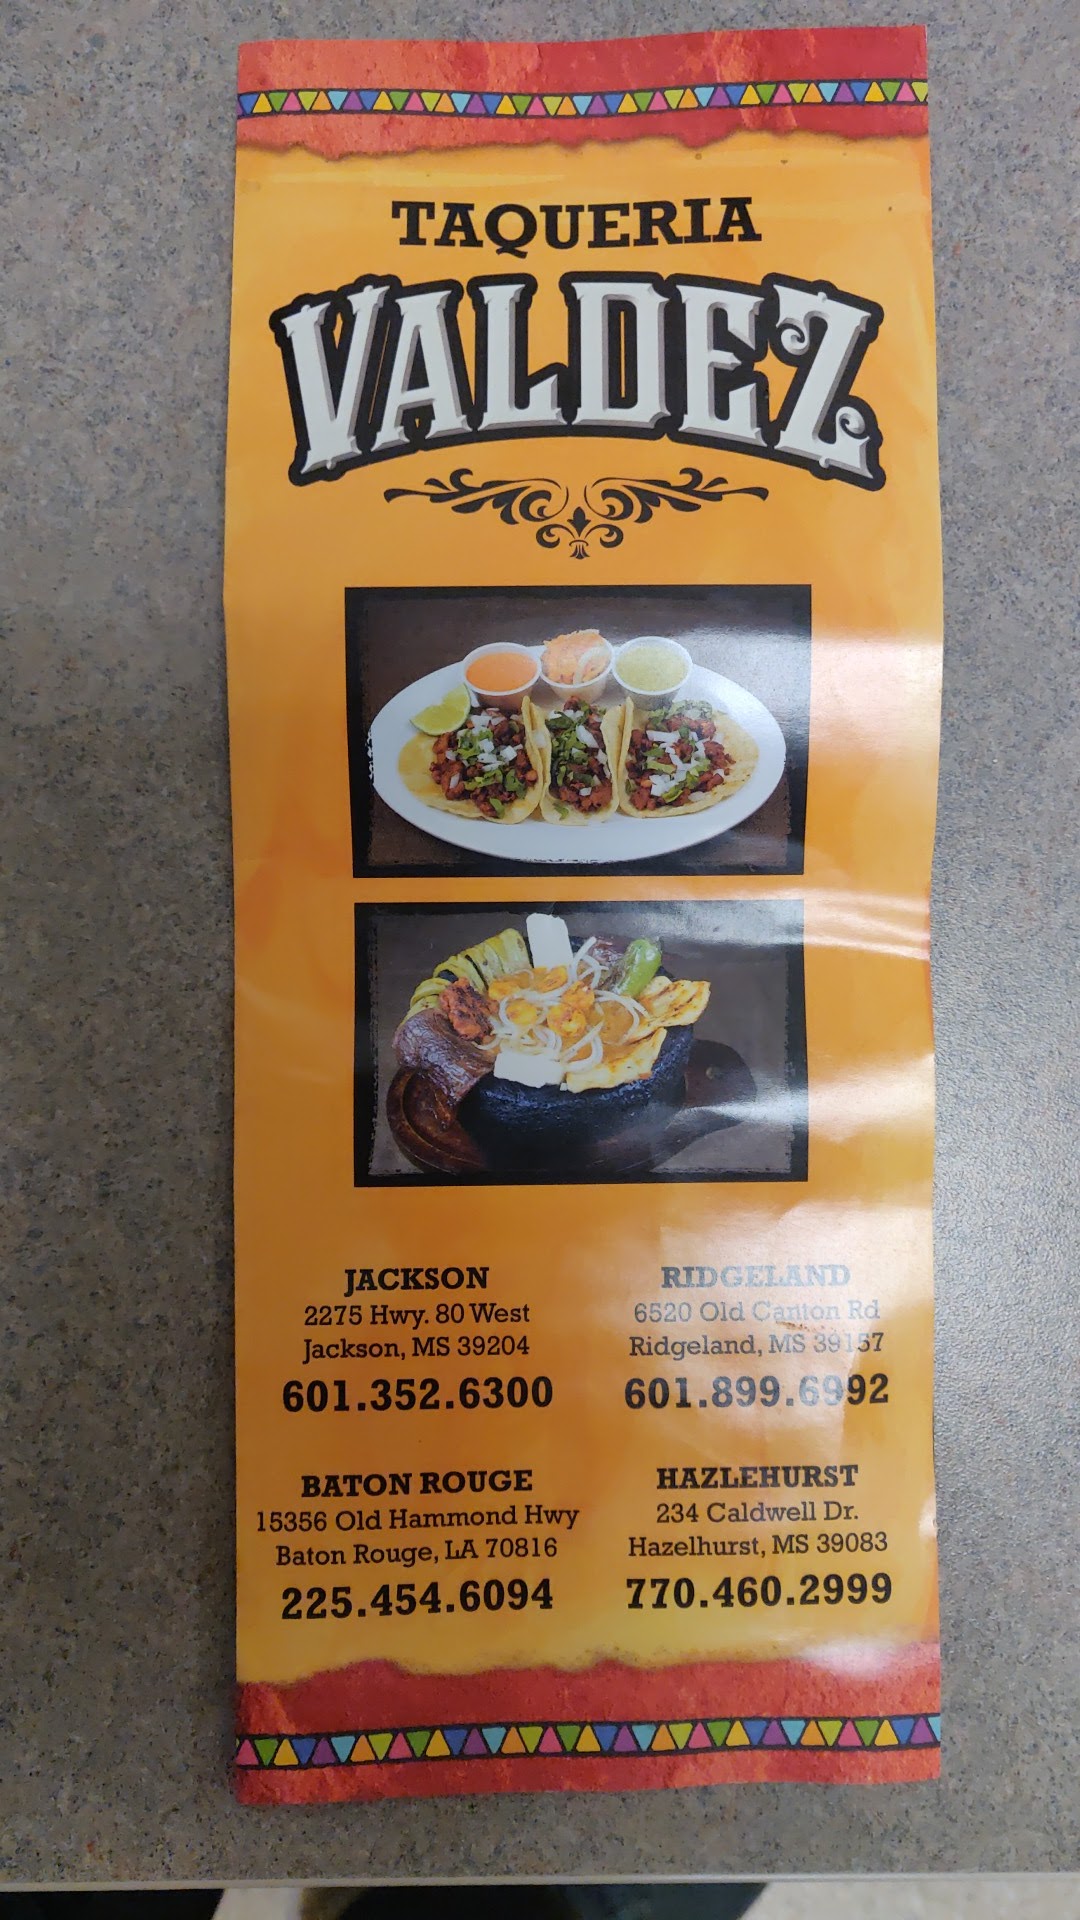 TAQUERIA
VALDEZ
JACKSON
2275 Hwy. 80 West
Jackson, MS 39204
601.352.6300
RIDGELAND
6520 Old Canton Rd
Ridgeland, MS 39157
601.899.6992
BATON ROUGE
15356 Old Hammond Hwy
Baton Rouge, LA 70816
225.454.6094
HAZLEHURST
234 Caldwell Dr.
Hazelhurst, MS 39083
770.460.2999